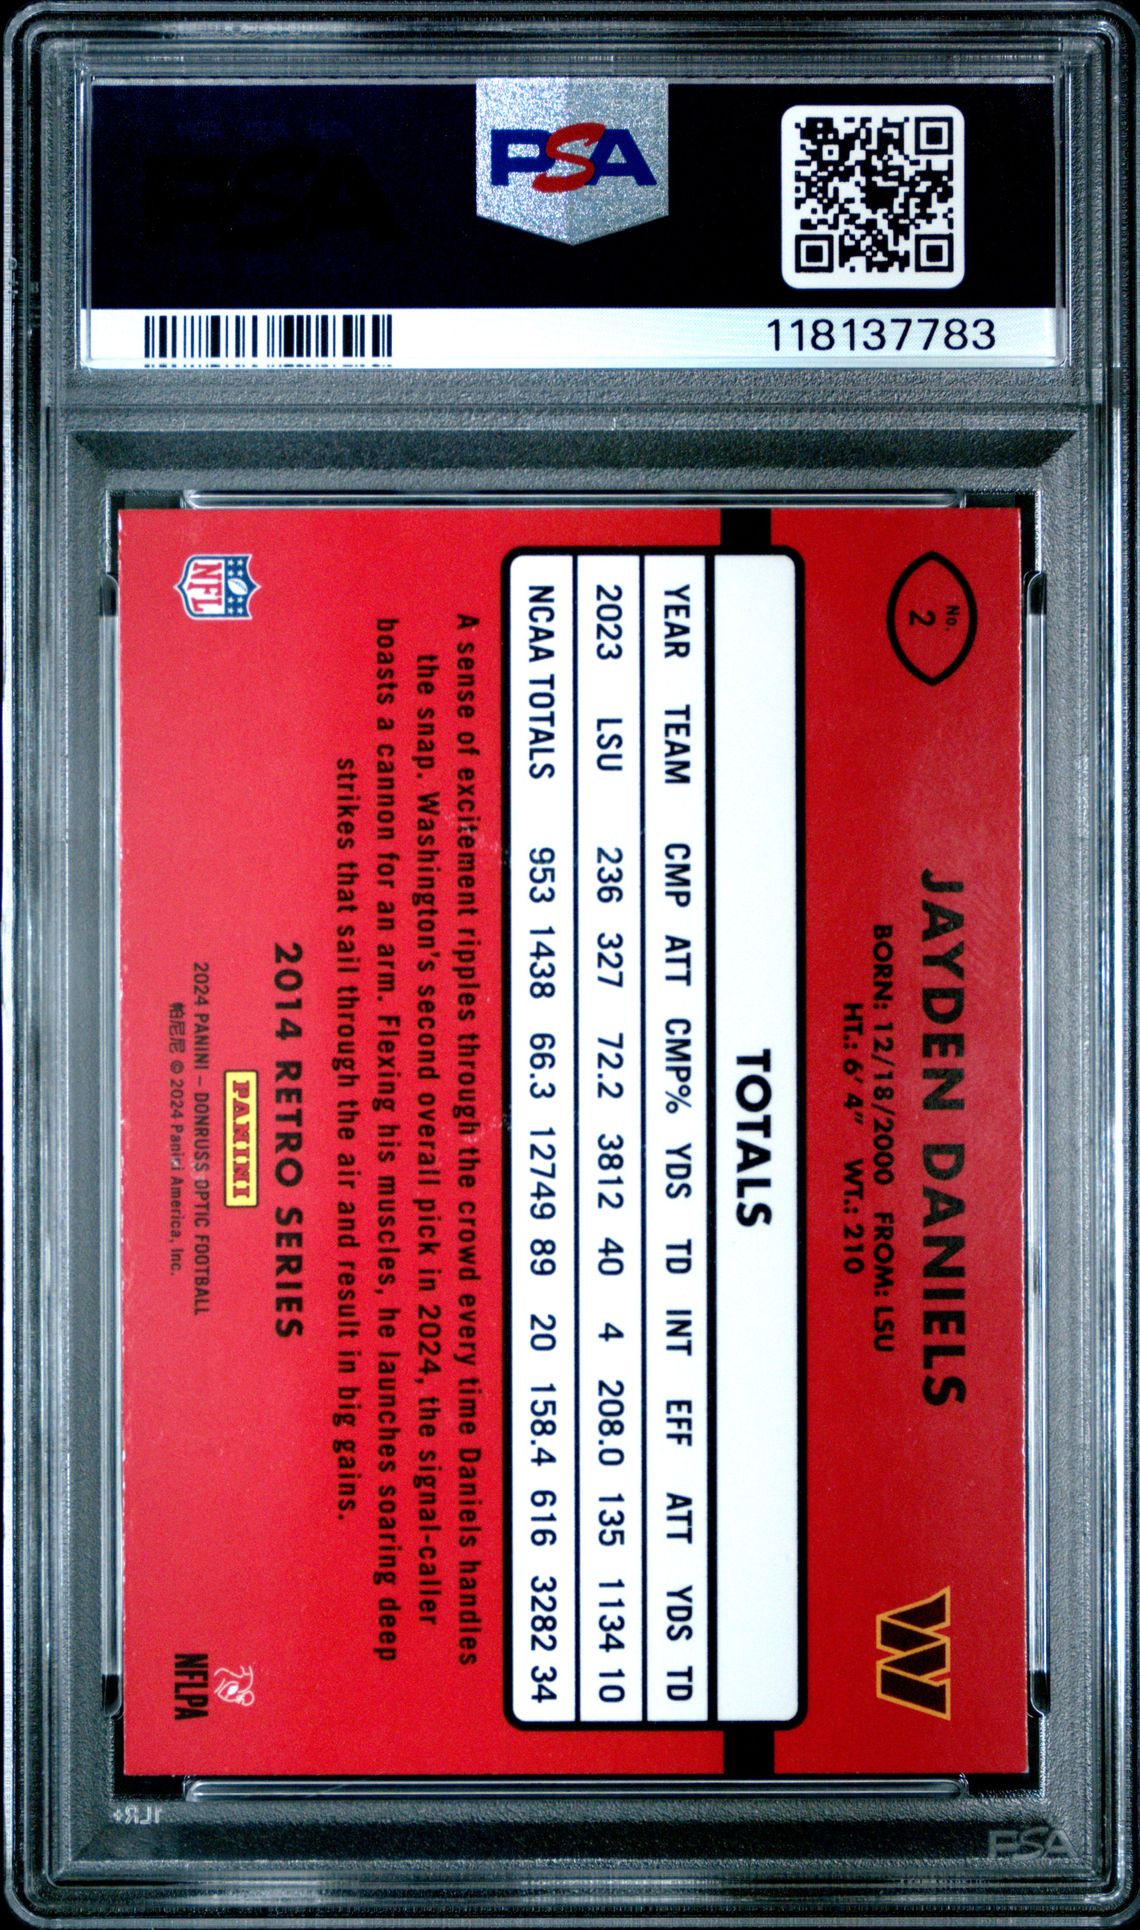 PSA
118137783
No.
2
JAYDEN DANIELS
BORN: 12/18/2000 FROM: LSU
HT.: 6' 4" WT.: 210
W
TOTALS
YEAR TEAM CMP ATT CMP% YDS TD INT EFF ATT YDS TD
2023 LSU 236 327 72.2 3812 40 4 208.0 135 1134 10
NCAA TOTALS 953 1438 66.3 12749 89 20 158.4 616 3282 34
A sense of excitement ripples through the crowd every time Daniels handles
the snap. Washington's second overall pick in 2024, the signal-caller
boasts a cannon for an arm. Flexing his muscles, he launches soaring deep
strikes that sail through the air and result in big gains.
2014 RETRO SERIES
NFL
PANINI
2024 PANINI – DONRUSS OPTIC FOOTBALL
帕尼尼 © 2024 Panini America, Inc.
NFLPA
1LR+
PSA